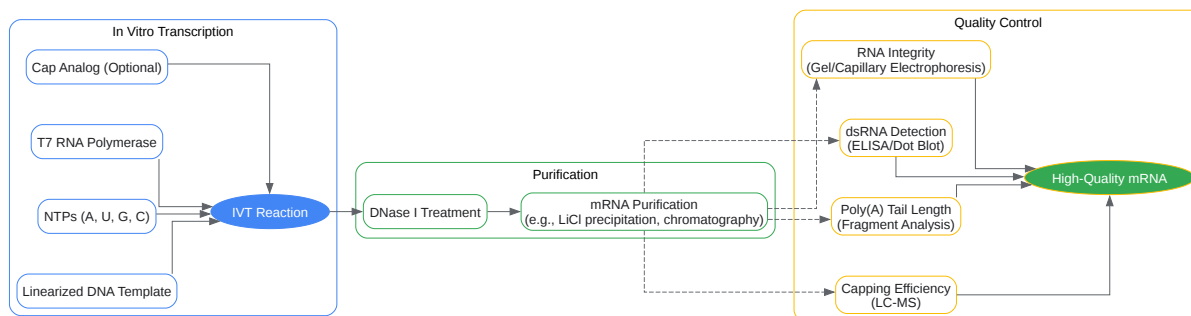 In Vitro Transcription
Cap Analog (Optional)
T7 RNA Polymerase
NTPs (A, U, G, C)
Linearized DNA Template
IVT Reaction
Purification
DNase I Treatment
mRNA Purification
(e.g., LiCl precipitation, chromatography)
Quality Control
RNA Integrity
(Gel/Capillary Electrophoresis)
dsRNA Detection
(ELISA/Dot Blot)
Poly(A) Tail Length
(Fragment Analysis)
Capping Efficiency
(LC-MS)
High-Quality mRNA